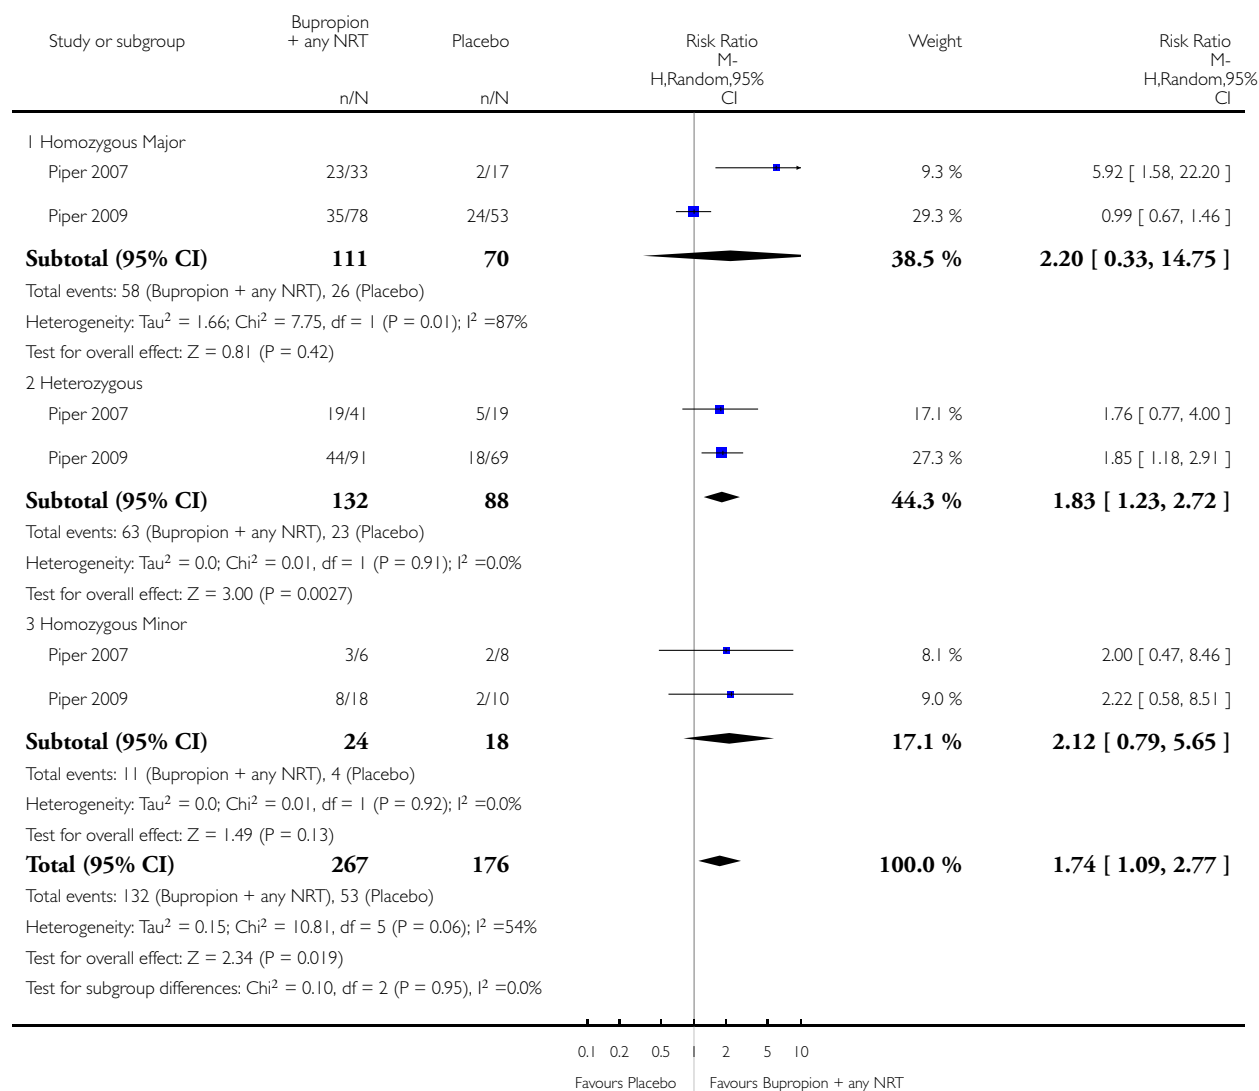 Study or subgroup Bupropion + any NRT Placebo Risk Ratio Weight Risk Ratio
M-H,Random,95% CI M-H,Random,95% CI
n/N n/N
1 Homozygous Major
Piper 2007 23/33 2/17 9.3 % 5.92 [ 1.58, 22.20 ]
Piper 2009 35/78 24/53 29.3 % 0.99 [ 0.67, 1.46 ]
Subtotal (95% CI) 111 70 38.5 % 2.20 [ 0.33, 14.75 ]
Total events: 58 (Bupropion + any NRT), 26 (Placebo)
Heterogeneity: Tau² = 1.66; Chi² = 7.75, df = 1 (P = 0.01); I² =87%
Test for overall effect: Z = 0.81 (P = 0.42)
2 Heterozygous
Piper 2007 19/41 5/19 17.1 % 1.76 [ 0.77, 4.00 ]
Piper 2009 44/91 18/69 27.3 % 1.85 [ 1.18, 2.91 ]
Subtotal (95% CI) 132 88 44.3 % 1.83 [ 1.23, 2.72 ]
Total events: 63 (Bupropion + any NRT), 23 (Placebo)
Heterogeneity: Tau² = 0.0; Chi² = 0.01, df = 1 (P = 0.91); I² =0.0%
Test for overall effect: Z = 3.00 (P = 0.0027)
3 Homozygous Minor
Piper 2007 3/6 2/8 8.1 % 2.00 [ 0.47, 8.46 ]
Piper 2009 8/18 2/10 9.0 % 2.22 [ 0.58, 8.51 ]
Subtotal (95% CI) 24 18 17.1 % 2.12 [ 0.79, 5.65 ]
Total events: 11 (Bupropion + any NRT), 4 (Placebo)
Heterogeneity: Tau² = 0.0; Chi² = 0.01, df = 1 (P = 0.92); I² =0.0%
Test for overall effect: Z = 1.49 (P = 0.13)
Total (95% CI) 267 176 100.0 % 1.74 [ 1.09, 2.77 ]
Total events: 132 (Bupropion + any NRT), 53 (Placebo)
Heterogeneity: Tau² = 0.15; Chi² = 10.81, df = 5 (P = 0.06); I² =54%
Test for overall effect: Z = 2.34 (P = 0.019)
Test for subgroup differences: Chi² = 0.10, df = 2 (P = 0.95), I² =0.0%
0.1 0.2 0.5 1 2 5 10
Favours Placebo Favours Bupropion + any NRT